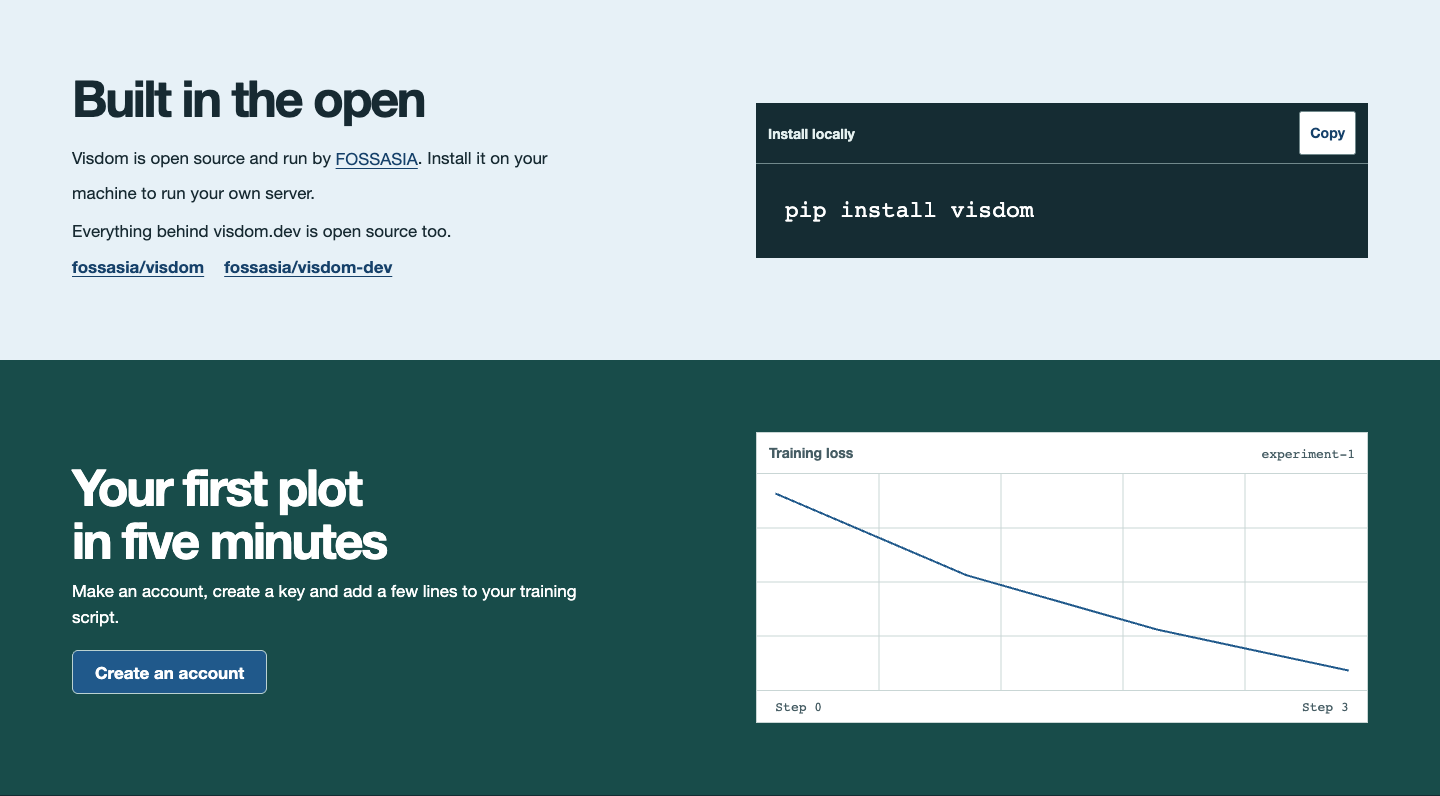 Built in the open
Visdom is open source and run by FOSSASIA. Install it on your
machine to run your own server.
Everything behind visdom.dev is open source too.
fossasia/visdom fossasia/visdom-dev
Install locally
Copy
pip install visdom
Your first plot
in five minutes
Make an account, create a key and add a few lines to your training
script.
Create an account
Training loss
experiment-1
Step 0
Step 3